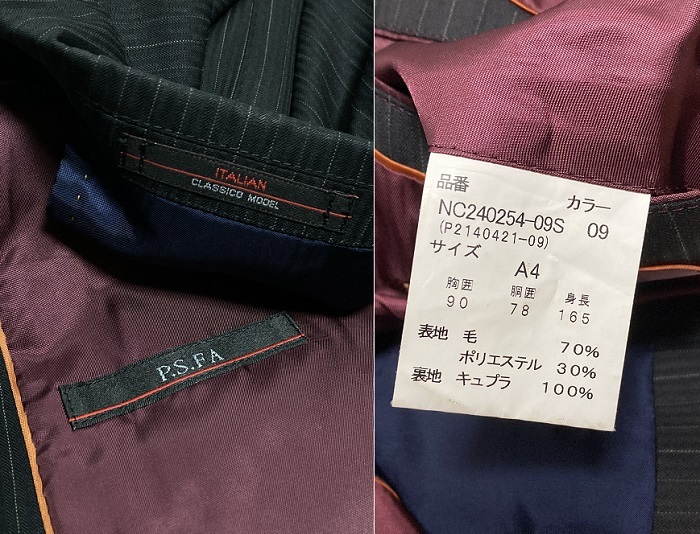 ITALIAN
CLASSICO MODEL
P.S.FA
品番 カラー
NC240254-09S 09
(P2140421-09)
サイズ
A4
胸囲 胴囲 身長
90 78 165
表地 毛 70%
ポリエステル 30%
裏地 キュプラ 100%